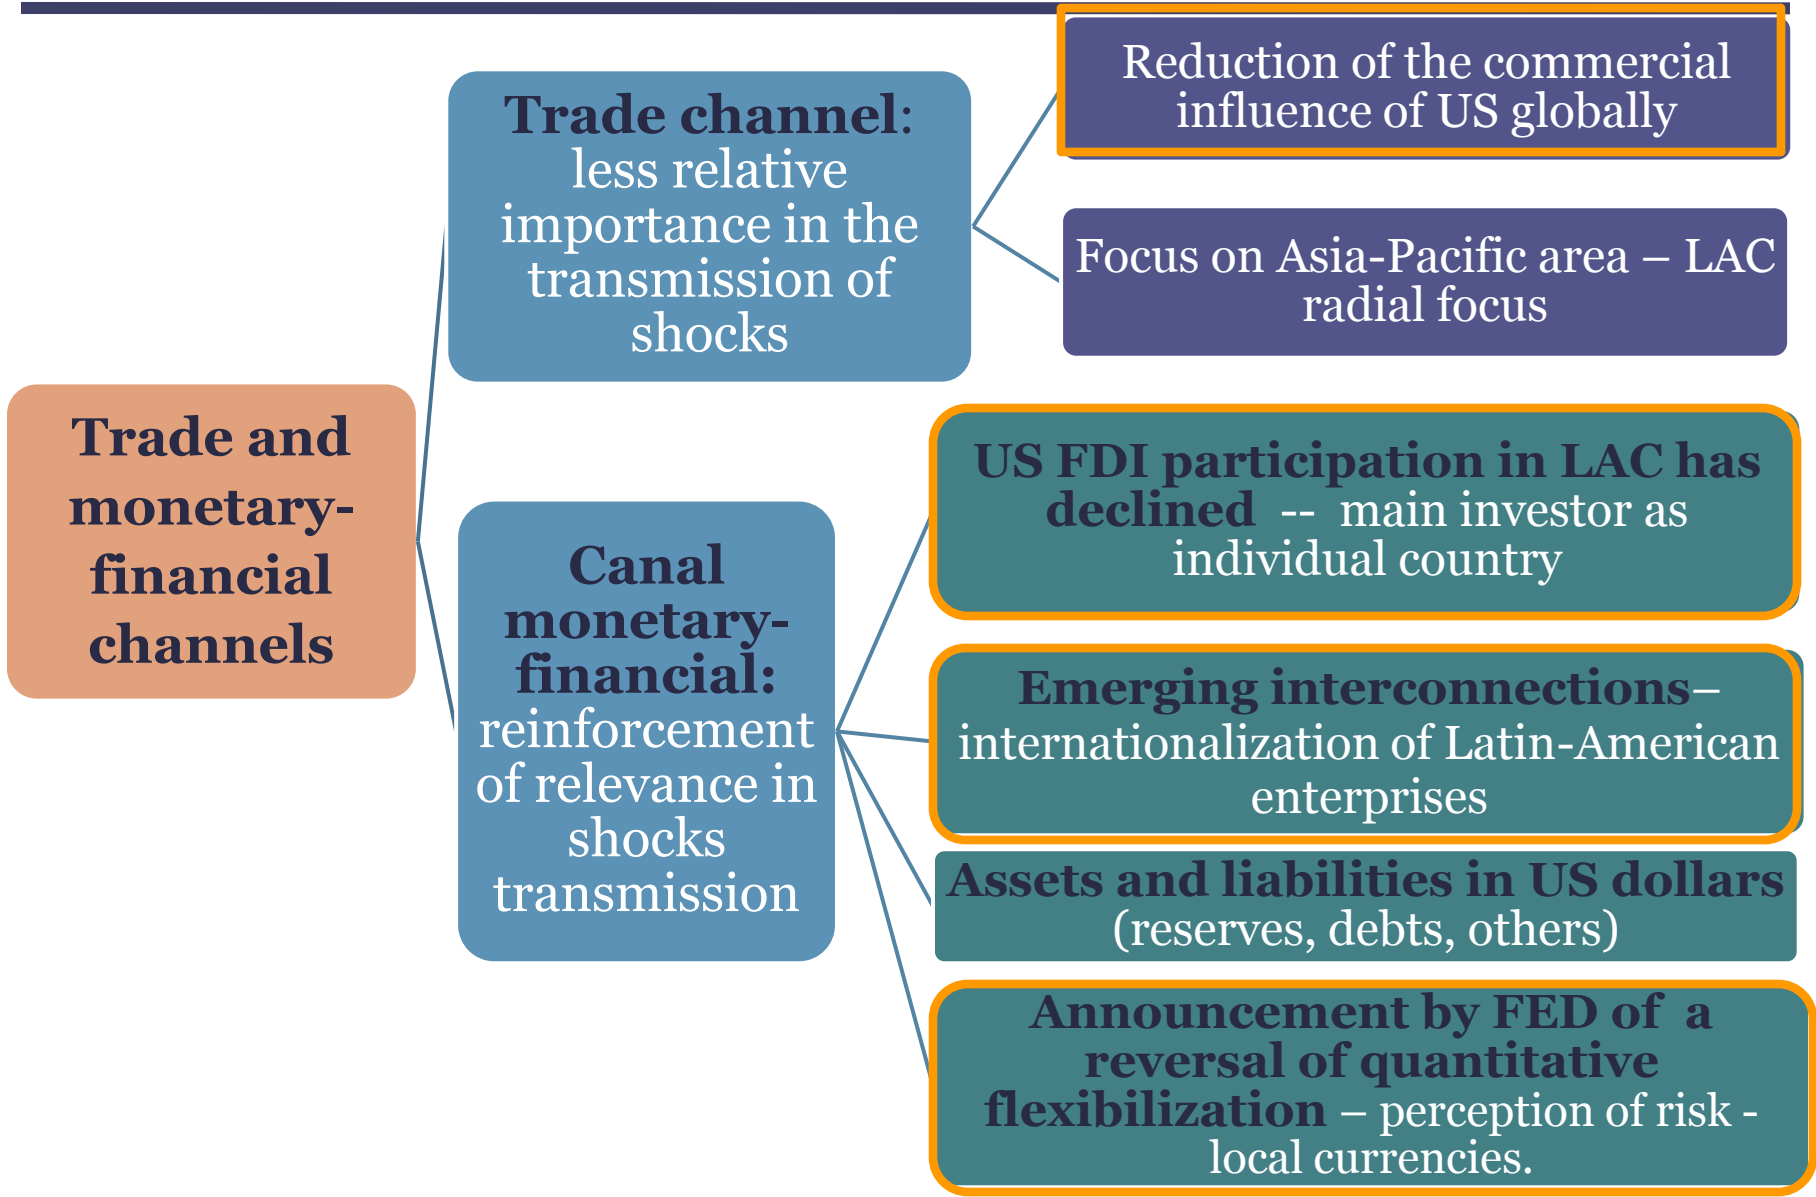 Trade and
monetary-
financial
channels
Trade channel:
less relative
importance in the
transmission of
shocks
Reduction of the commercial
influence of US globally
Focus on Asia-Pacific area – LAC
radial focus
Canal
monetary-
financial:
reinforcement
of relevance in
shocks
transmission
US FDI participation in LAC has
declined -- main investor as
individual country
Emerging interconnections–
internationalization of Latin-American
enterprises
Assets and liabilities in US dollars
(reserves, debts, others)
Announcement by FED of a
reversal of quantitative
flexibilization – perception of risk -
local currencies.